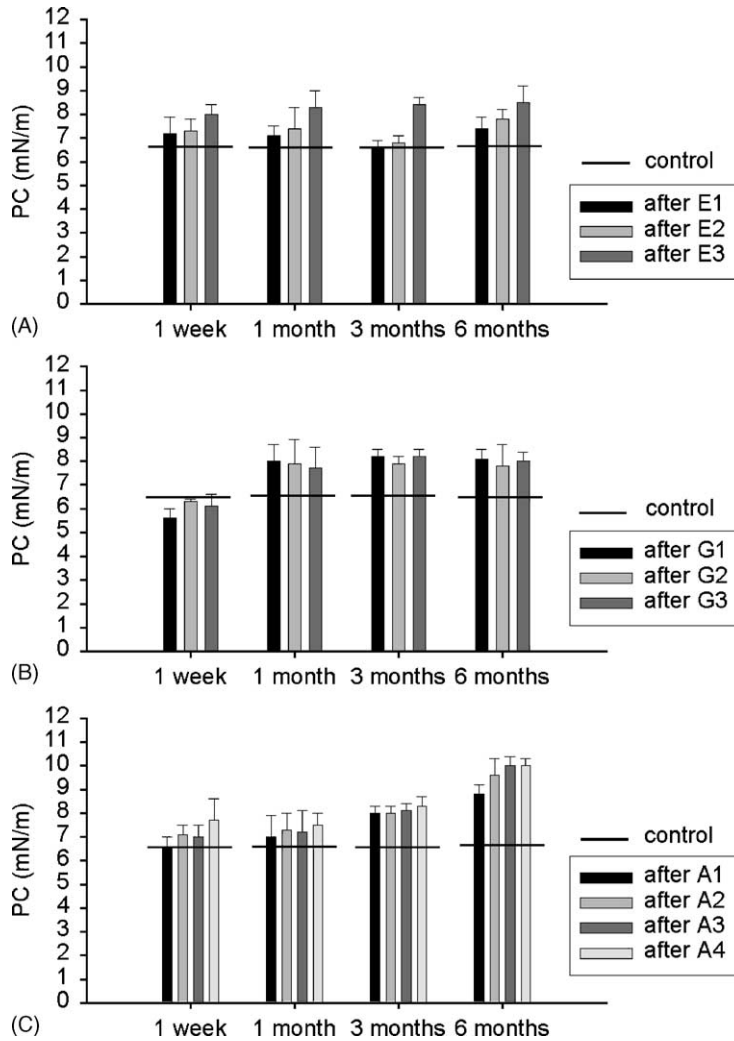 12
11
10
9
8
7
6
5
4
3
2
1
0
PC (mN/m)
control
after E1
after E2
after E3
1 week 1 month 3 months 6 months
(A)
12
11
10
9
8
7
6
5
4
3
2
1
0
PC (mN/m)
control
after G1
after G2
after G3
1 week 1 month 3 months 6 months
(B)
12
11
10
9
8
7
6
5
4
3
2
1
0
PC (mN/m)
control
after A1
after A2
after A3
after A4
1 week 1 month 3 months 6 months
(C)